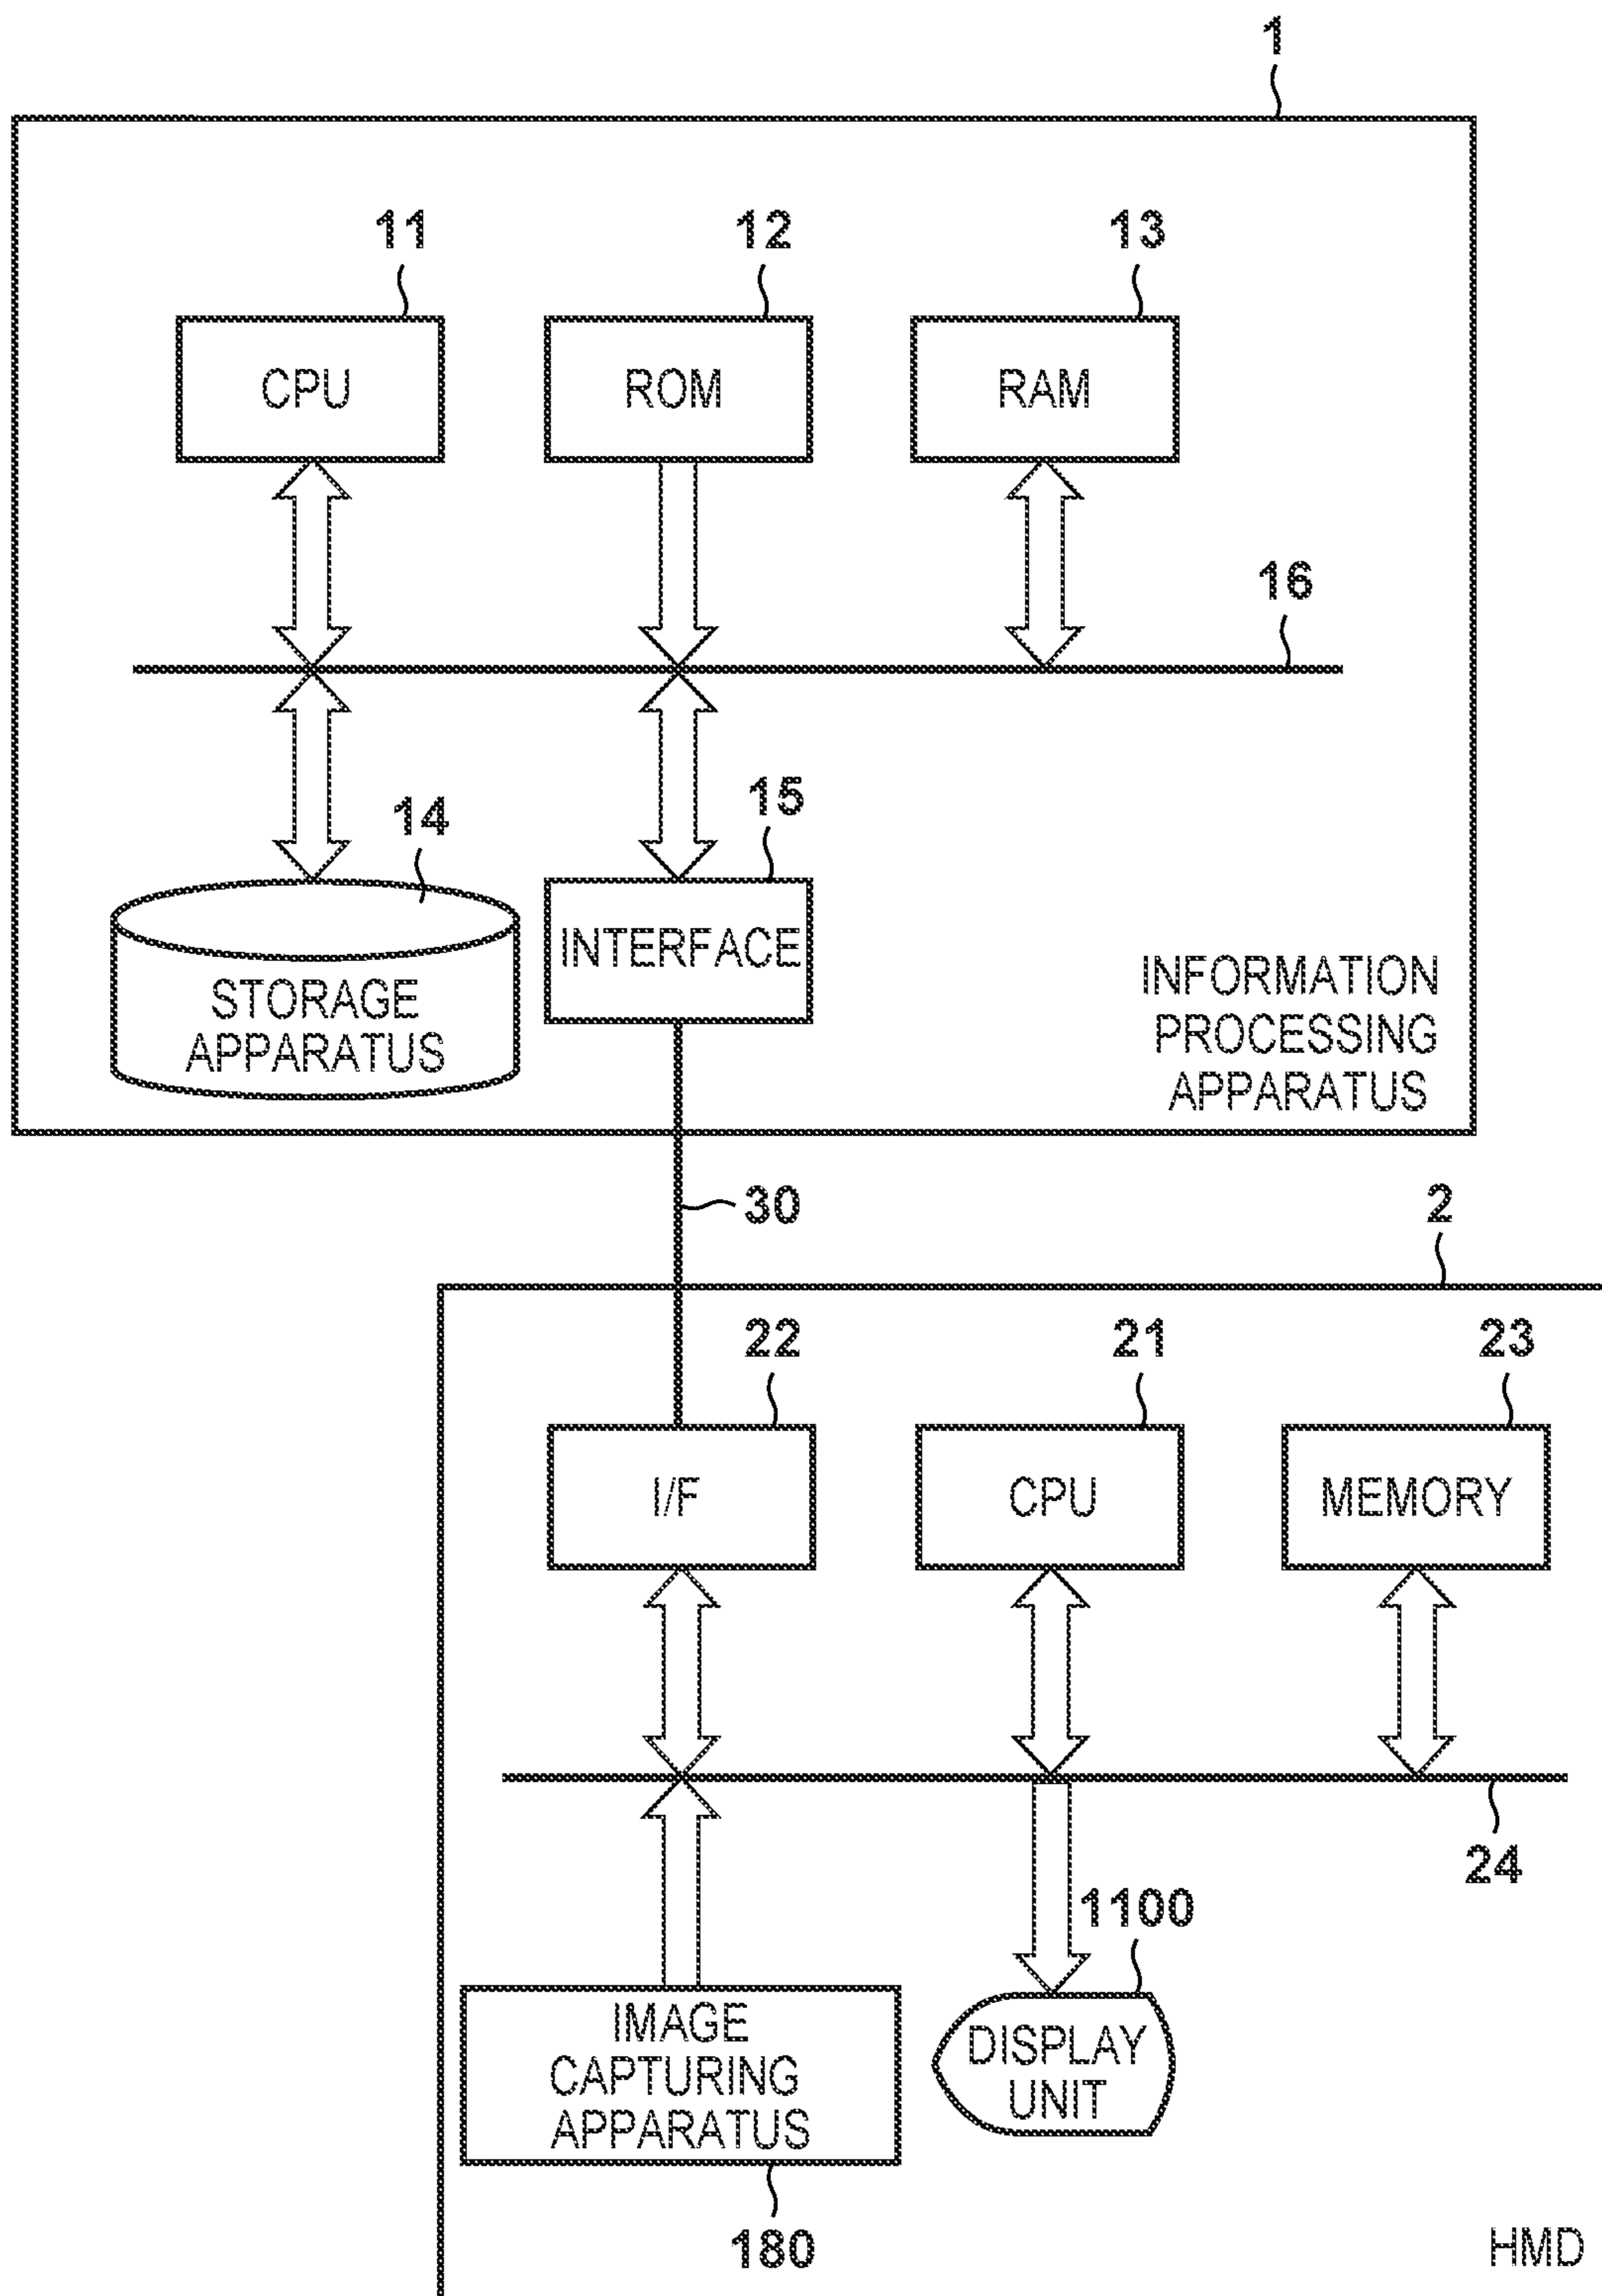 1
11
12
13
CPU
ROM
RAM
16
14
15
STORAGE
APPARATUS
INTERFACE
INFORMATION
PROCESSING
APPARATUS
30
2
22
21
23
I/F
CPU
MEMORY
24
1100
IMAGE
CAPTURING
APPARATUS
DISPLAY
UNIT
180
HMD